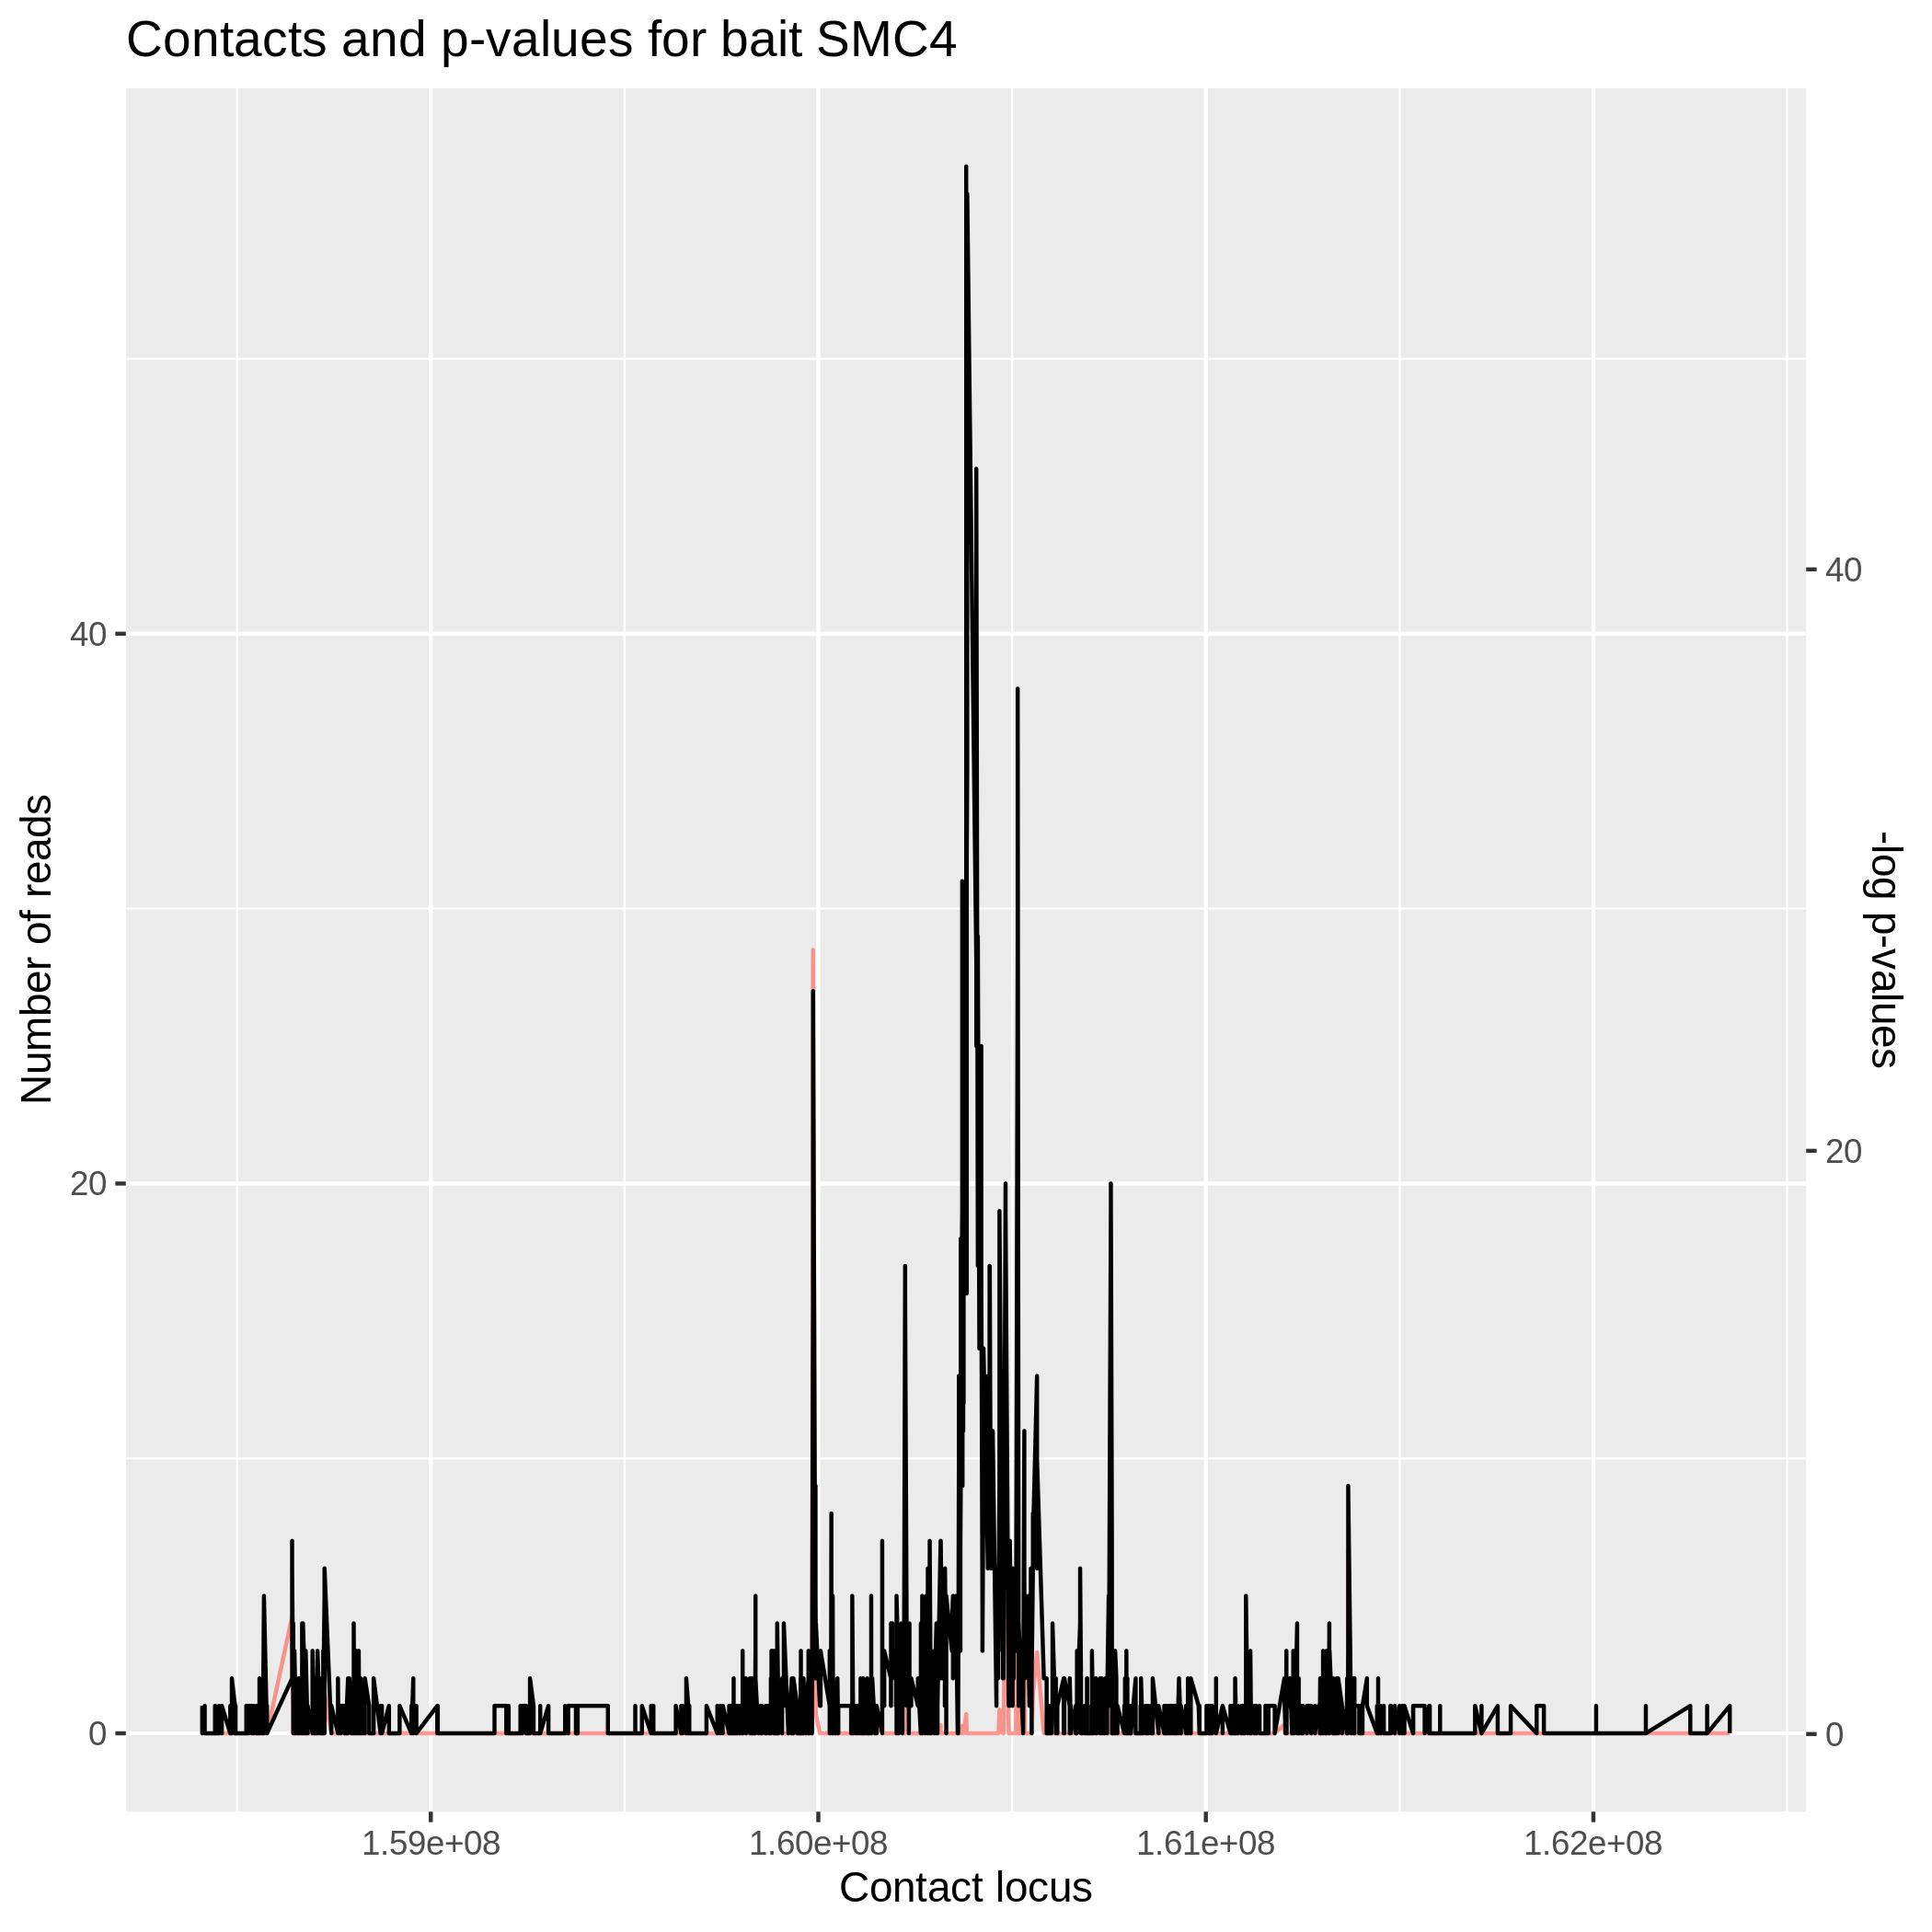 Contacts and p-values for bait SMC4
Number of reads
40
20
0
40
20
0
-log p-values
1.59e+08 1.60e+08 1.61e+08 1.62e+08
Contact locus